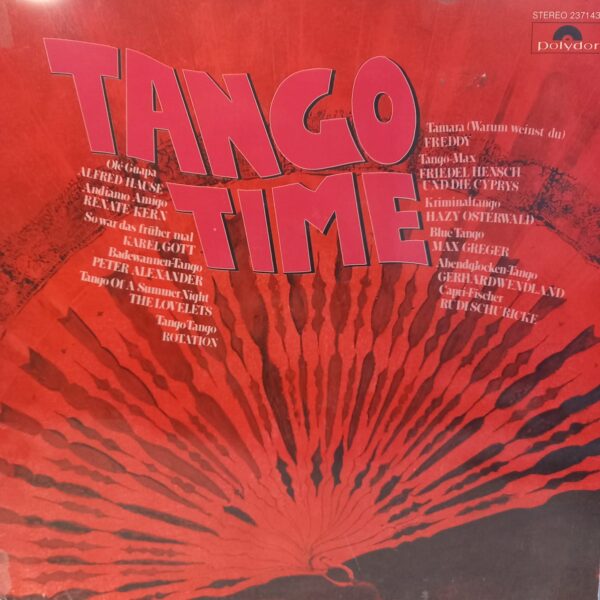 STEREO 237143
Polydor
TANGO
TIME
Olé Guapa
ALFRED HAUSE
Andiamo Amigo
RENATE KERN
So war das früher mal
KAREL GOTT
Badewannen-Tango
PETER ALEXANDER
Tango Of A Summer Night
THE LOVELETS
Tango Tango
ROTATION
Tamara (Warum weinst du)
FREDDY
Tango-Max
FRIEDEL HENSCH
UND DIE CYPRYS
Kriminaltango
HAZY OSTERWALD
Blue Tango
MAX GREGER
Abendglocken-Tango
GERHARD WENDLAND
Capri-Fischer
RUDI SCHURICKE